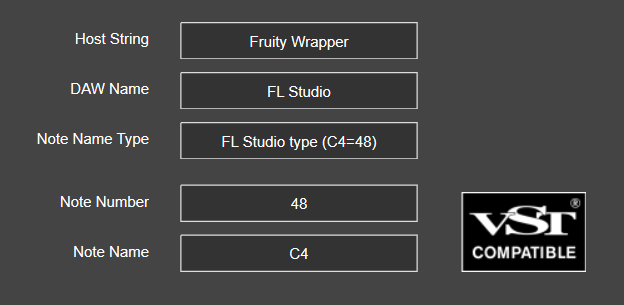 Host String Fruity Wrapper
DAW Name FL Studio
Note Name Type FL Studio type (C4=48)
Note Number 48
Note Name C4
VST®
COMPATIBLE